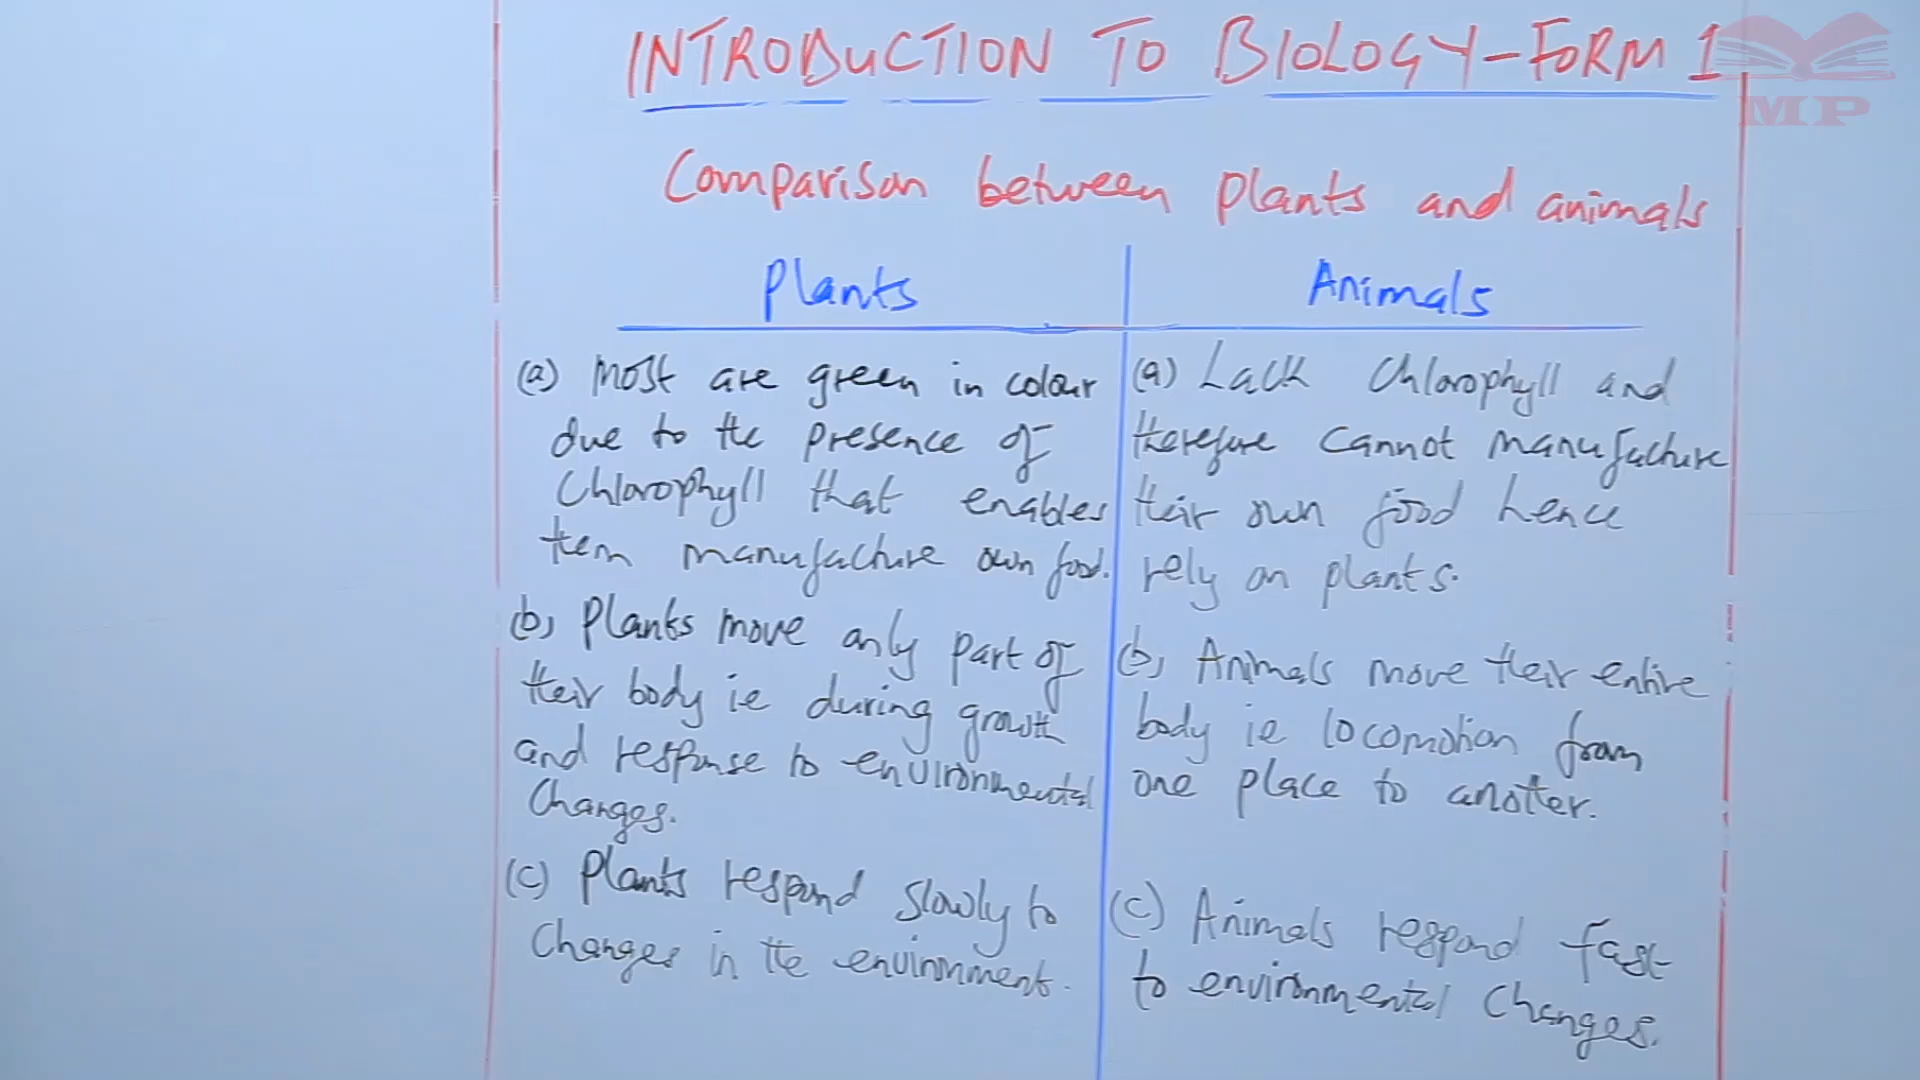 INTRODUCTION TO BIOLOGY-FORM 1
MP
Comparison between plants and animals
Plants
(a) Most are green in colour
due to the presence of
Chlorophyll that enables
them manufacture own food.
(b) Plants move only part of
their body ie during growth
and response to environmental
Changes.
(c) Plants respond slowly to
Changes in the environment.
Animals
(a) Lack Chlorophyll and
therefore cannot manufacture
their own food hence
rely on plants.
(b) Animals move their entire
body ie locomotion from
one place to another.
(c) Animals respond fast
to environmental Changes.